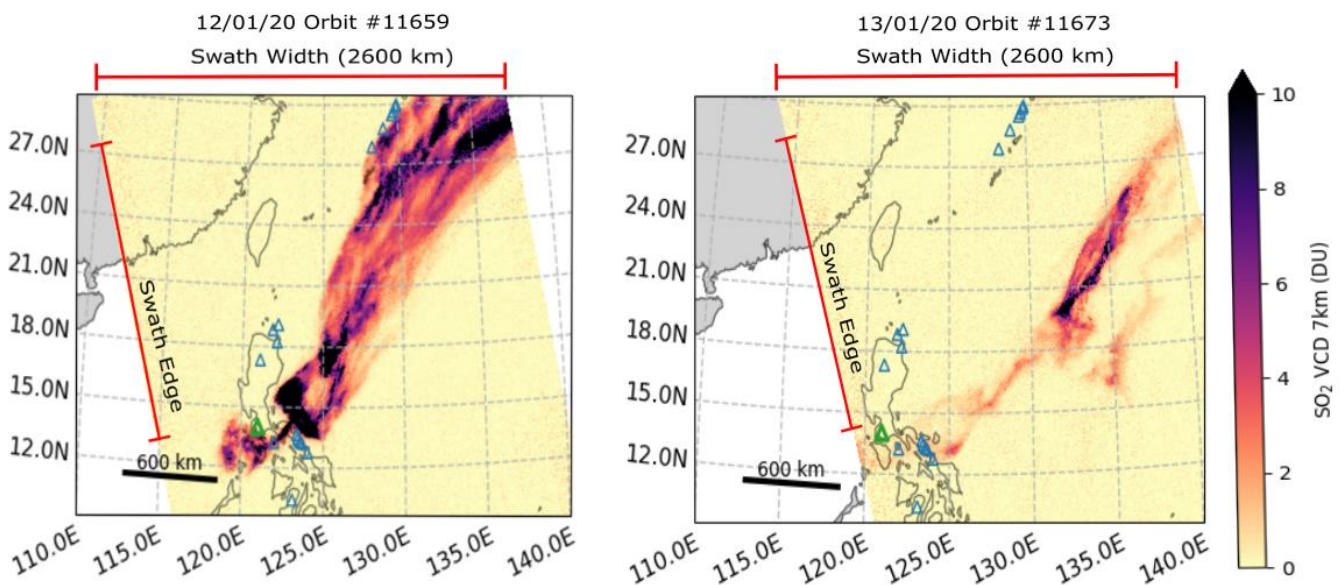 12/01/20 Orbit #11659
Swath Width (2600 km)
27.0N
24.0N
21.0N
18.0N
15.0N
12.0N
Swath Edge
600 km
110.0E
115.0E
120.0E
125.0E
130.0E
135.0E
140.0E
13/01/20 Orbit #11673
Swath Width (2600 km)
27.0N
24.0N
21.0N
18.0N
15.0N
12.0N
Swath Edge
600 km
110.0E
115.0E
120.0E
125.0E
130.0E
135.0E
140.0E
10
8
6
4
2
0
SO₂ VCD 7km (DU)